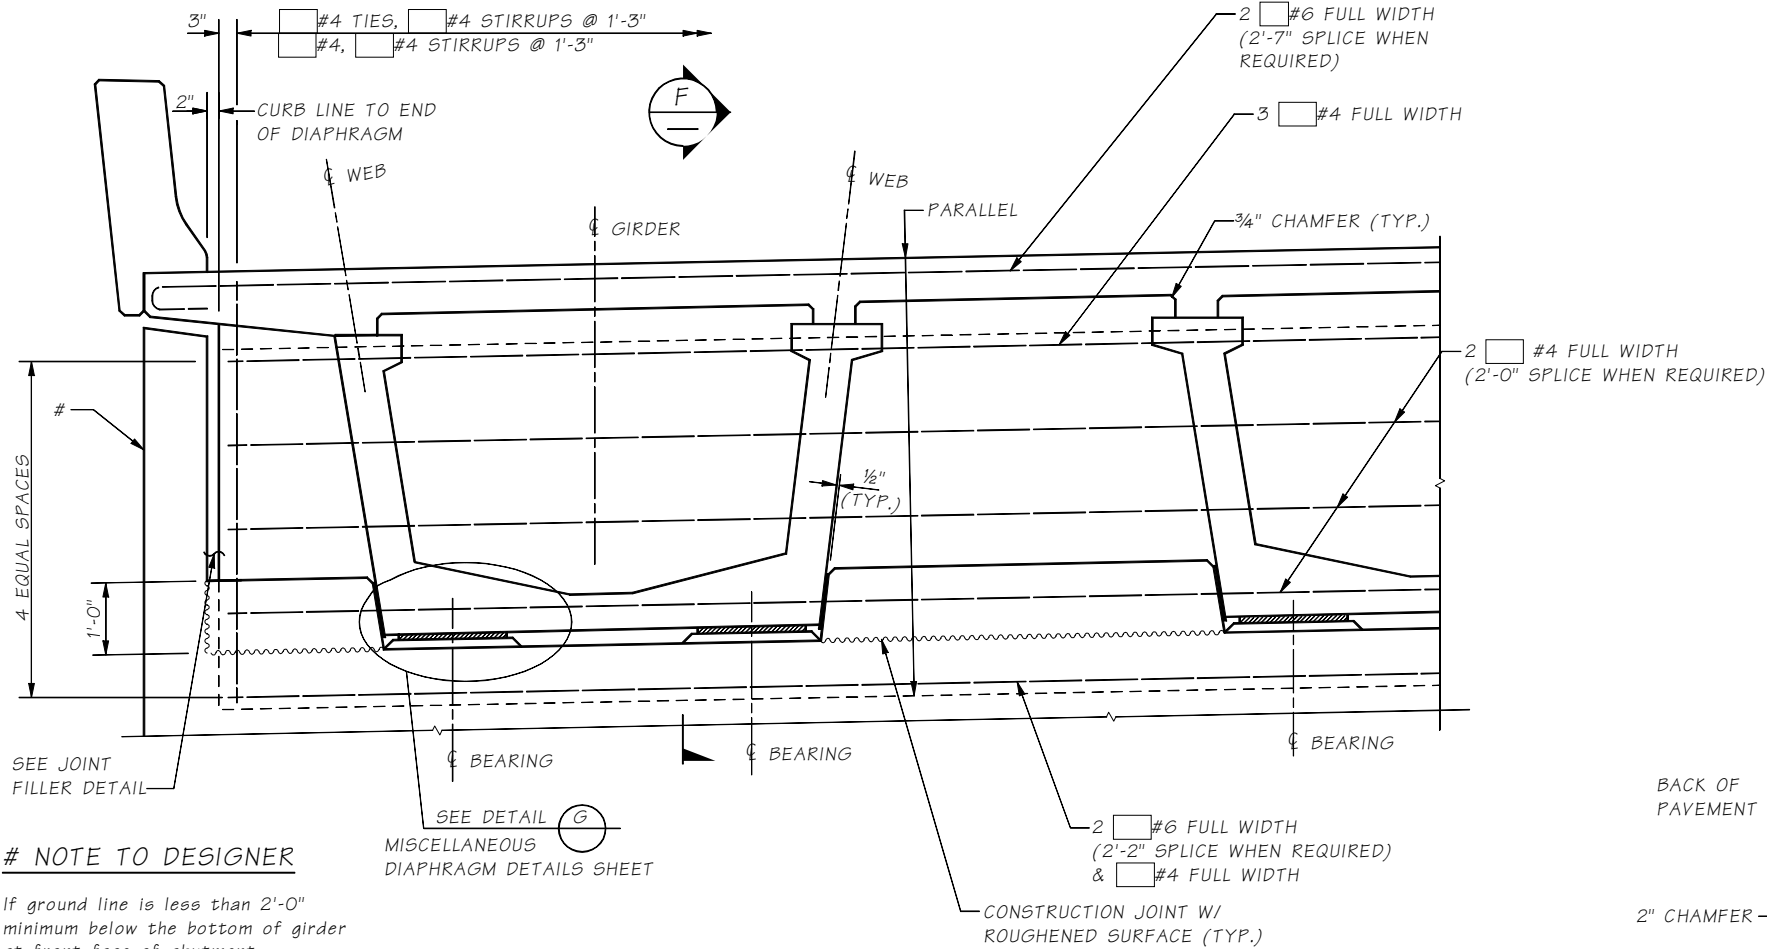 3"
#4 TIES, #4 STIRRUPS @ 1'-3"
#4, #4 STIRRUPS @ 1'-3"
2 #6 FULL WIDTH
(2'-7" SPLICE WHEN
REQUIRED)
2"
CURB LINE TO END
OF DIAPHRAGM
F
3 #4 FULL WIDTH
℄ WEB
℄ WEB
PARALLEL
℄ GIRDER
¾" CHAMFER (TYP.)
2 #4 FULL WIDTH
(2'-0" SPLICE WHEN REQUIRED)
#
4 EQUAL SPACES
½"
(TYP.)
1'-0"
SEE JOINT
FILLER DETAIL
℄ BEARING
℄ BEARING
℄ BEARING
BACK OF
PAVEMENT
SEE DETAIL G
MISCELLANEOUS
DIAPHRAGM DETAILS SHEET
2 #6 FULL WIDTH
(2'-2" SPLICE WHEN REQUIRED)
& #4 FULL WIDTH
# NOTE TO DESIGNER
If ground line is less than 2'-0"
minimum below the bottom of girder
at front face of abutment
CONSTRUCTION JOINT W/
ROUGHENED SURFACE (TYP.)
2" CHAMFER